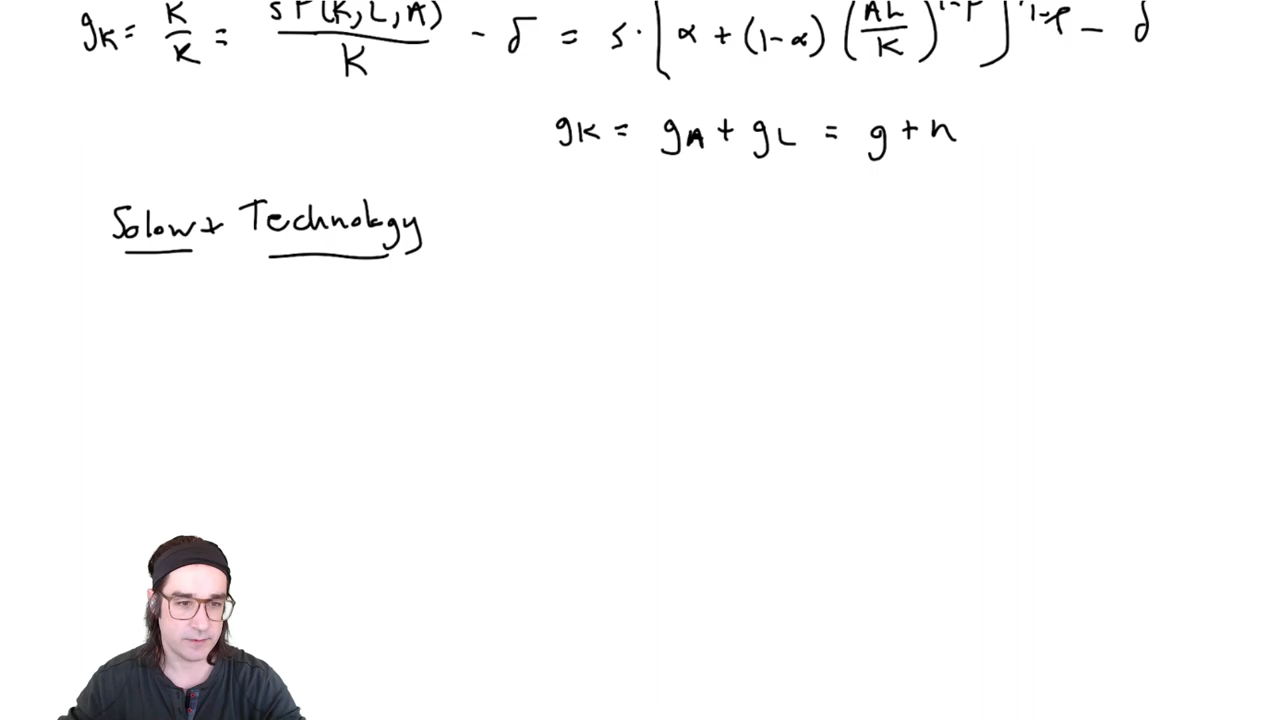 gK = K̇/K = sF(K,L,A)/K - δ = s·[α + (1-α)(AL/K)^1-ρ]^1/1-ρ - δ
gK = gA + gL = g + n
Solow + Technology